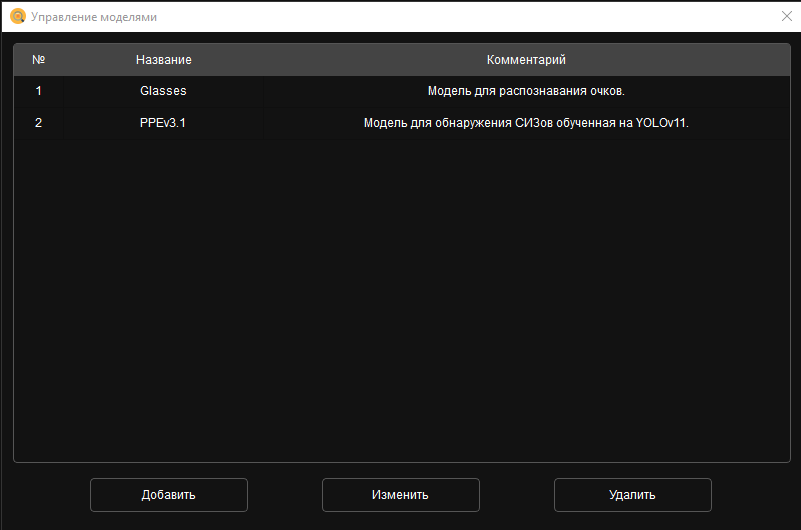 Управление моделями
№ Название Комментарий
1 Glasses Модель для распознавания очков.
2 PPEv3.1 Модель для обнаружения СИЗов обученная на YOLOv11.
Добавить Изменить Удалить